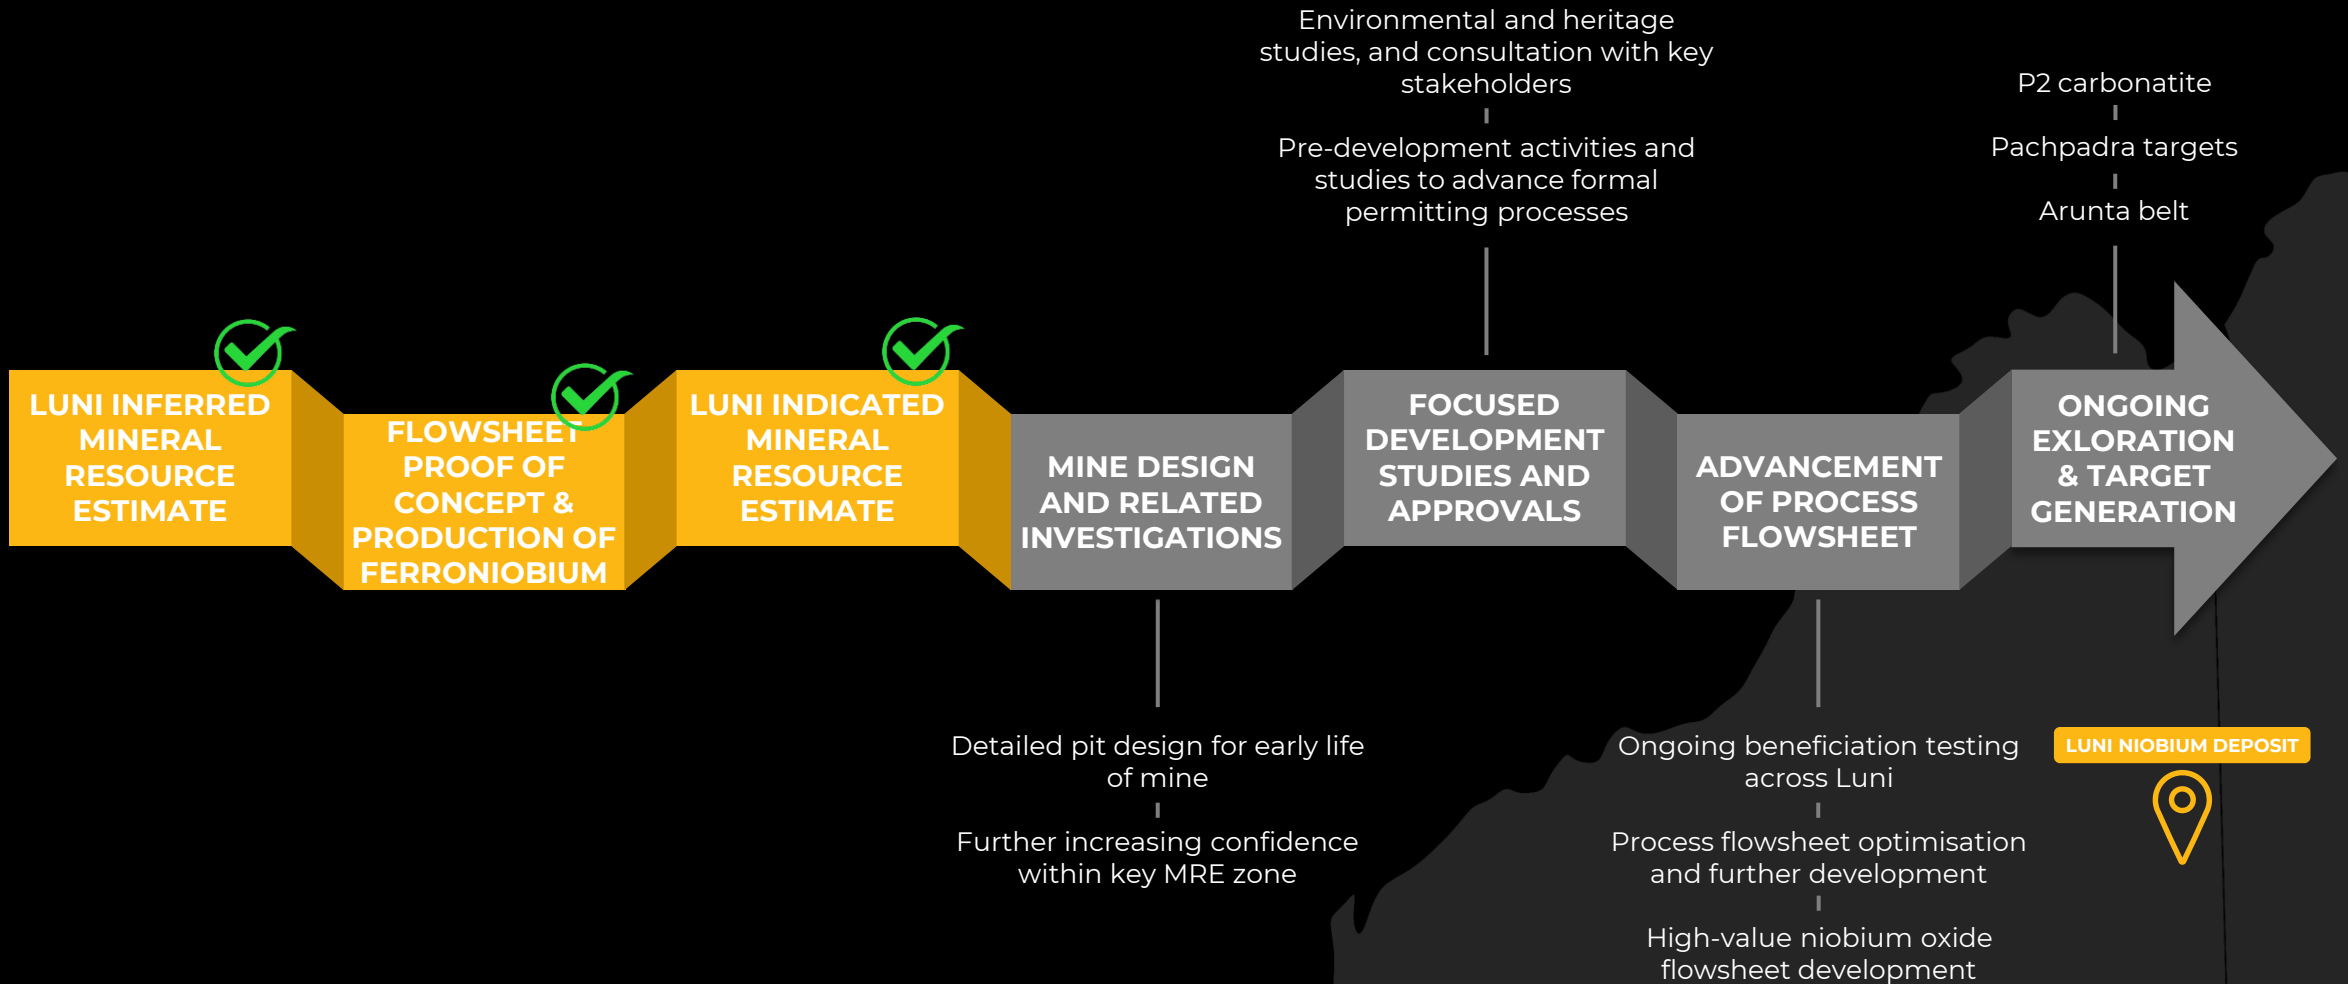 Environmental and heritage
studies, and consultation with key
stakeholders
Pre-development activities and
studies to advance formal
permitting processes
P2 carbonatite
Pachpadra targets
Arunta belt
LUNI INFERRED
MINERAL
RESOURCE
ESTIMATE
FLOWSHEET
PROOF OF
CONCEPT &
PRODUCTION OF
FERRONIOBIUM
LUNI INDICATED
MINERAL
RESOURCE
ESTIMATE
MINE DESIGN
AND RELATED
INVESTIGATIONS
FOCUSED
DEVELOPMENT
STUDIES AND
APPROVALS
ADVANCEMENT
OF PROCESS
FLOWSHEET
ONGOING
EXLORATION
& TARGET
GENERATION
Detailed pit design for early life
of mine
Further increasing confidence
within key MRE zone
Ongoing beneficiation testing
across Luni
Process flowsheet optimisation
and further development
High-value niobium oxide
flowsheet development
LUNI NIOBIUM DEPOSIT